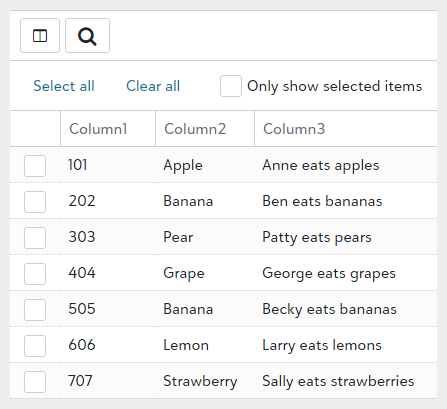 Select all Clear all Only show selected items
Column1 Column2 Column3
101 Apple Anne eats apples
202 Banana Ben eats bananas
303 Pear Patty eats pears
404 Grape George eats grapes
505 Banana Becky eats bananas
606 Lemon Larry eats lemons
707 Strawberry Sally eats strawberries